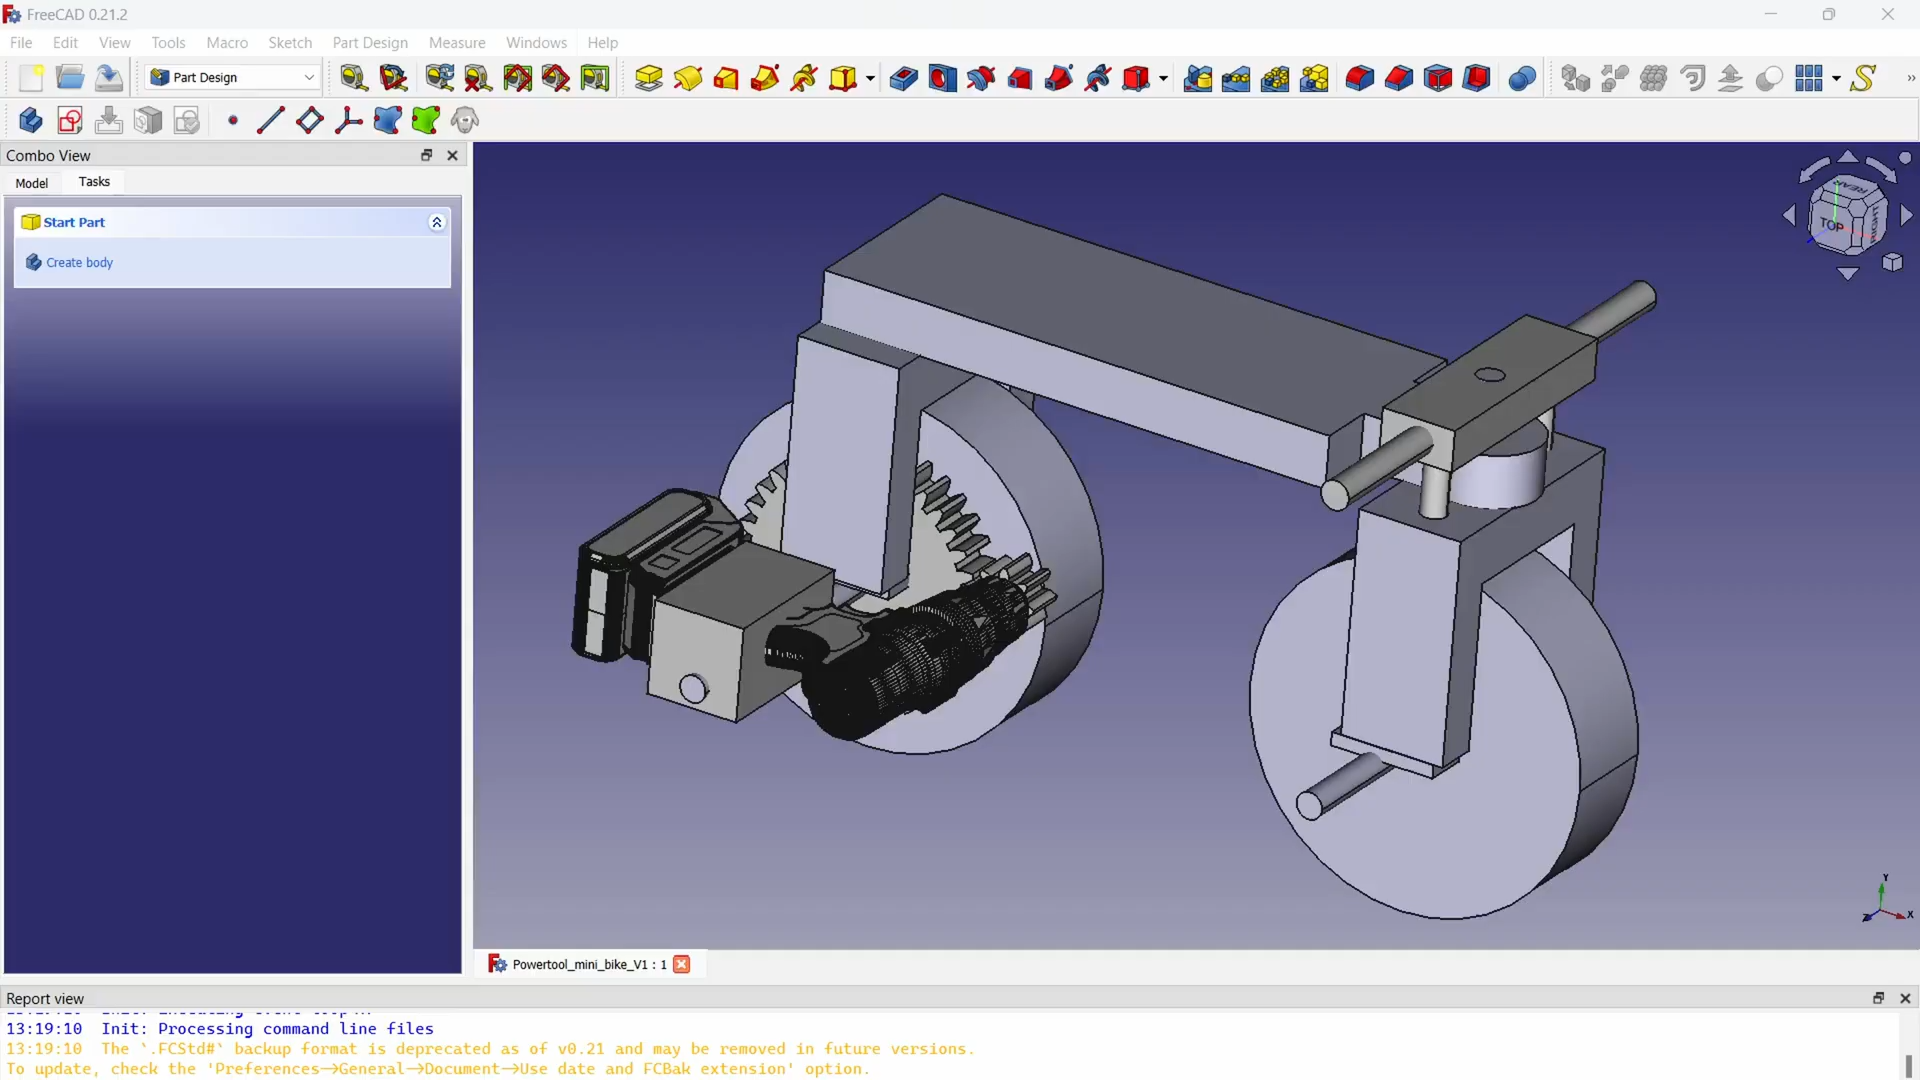 FreeCAD 0.21.2
File Edit View Tools Macro Sketch Part Design Measure Windows Help
Part Design
Combo View
Model Tasks
Start Part
Create body
REAR
TOP
RIGHT
Y
X
Z
Powertool_mini_bike_V1 : 1
Report view
13:19:10 Init: Processing command line files
13:19:10 The `.FCStd#` backup format is deprecated as of v0.21 and may be removed in future versions.
To update, check the 'Preferences→General→Document→Use date and FCBak extension' option.